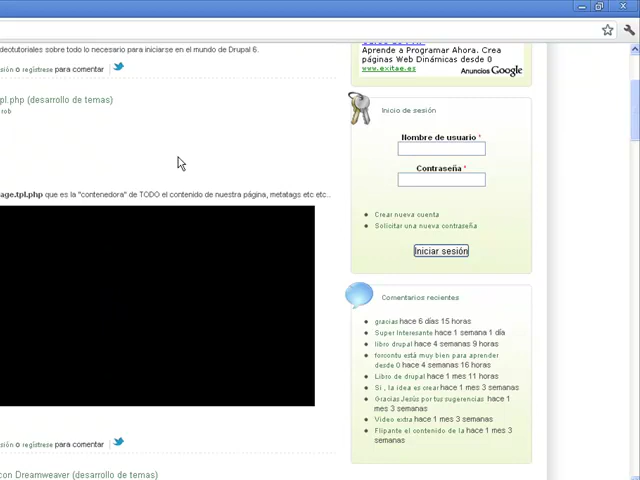 deotutoriales sobre todo lo necesario para iniciarse en el mundo de Drupal 6.
sión o regístrese para comentar
pl.php (desarrollo de temas)
rob
age.tpl.php que es la "contenedora" de TODO el contenido de nuestra página, metatags etc etc..
sión o regístrese para comentar
con Dreamweaver (desarrollo de temas)
Aprende a Programar Ahora. Crea
páginas Web Dinámicas desde 0
www.exitae.es
Anuncios Google
Inicio de sesión
Nombre de usuario *
Contraseña *
Crear nueva cuenta
Solicitar una nueva contraseña
Iniciar sesión
Comentarios recientes
gracias hace 6 días 15 horas
Super Interesante hace 1 semana 1 día
libro drupal hace 4 semanas 9 horas
forcontu está muy bien para aprender
desde 0 hace 4 semanas 16 horas
Libro de drupal hace 1 mes 11 horas
Si , la idea es crear hace 1 mes 3 semanas
Gracias Jesús por tus sugerencias hace 1
mes 3 semanas
Video extra hace 1 mes 3 semanas
Flipante el contenido de la hace 1 mes 3
semanas